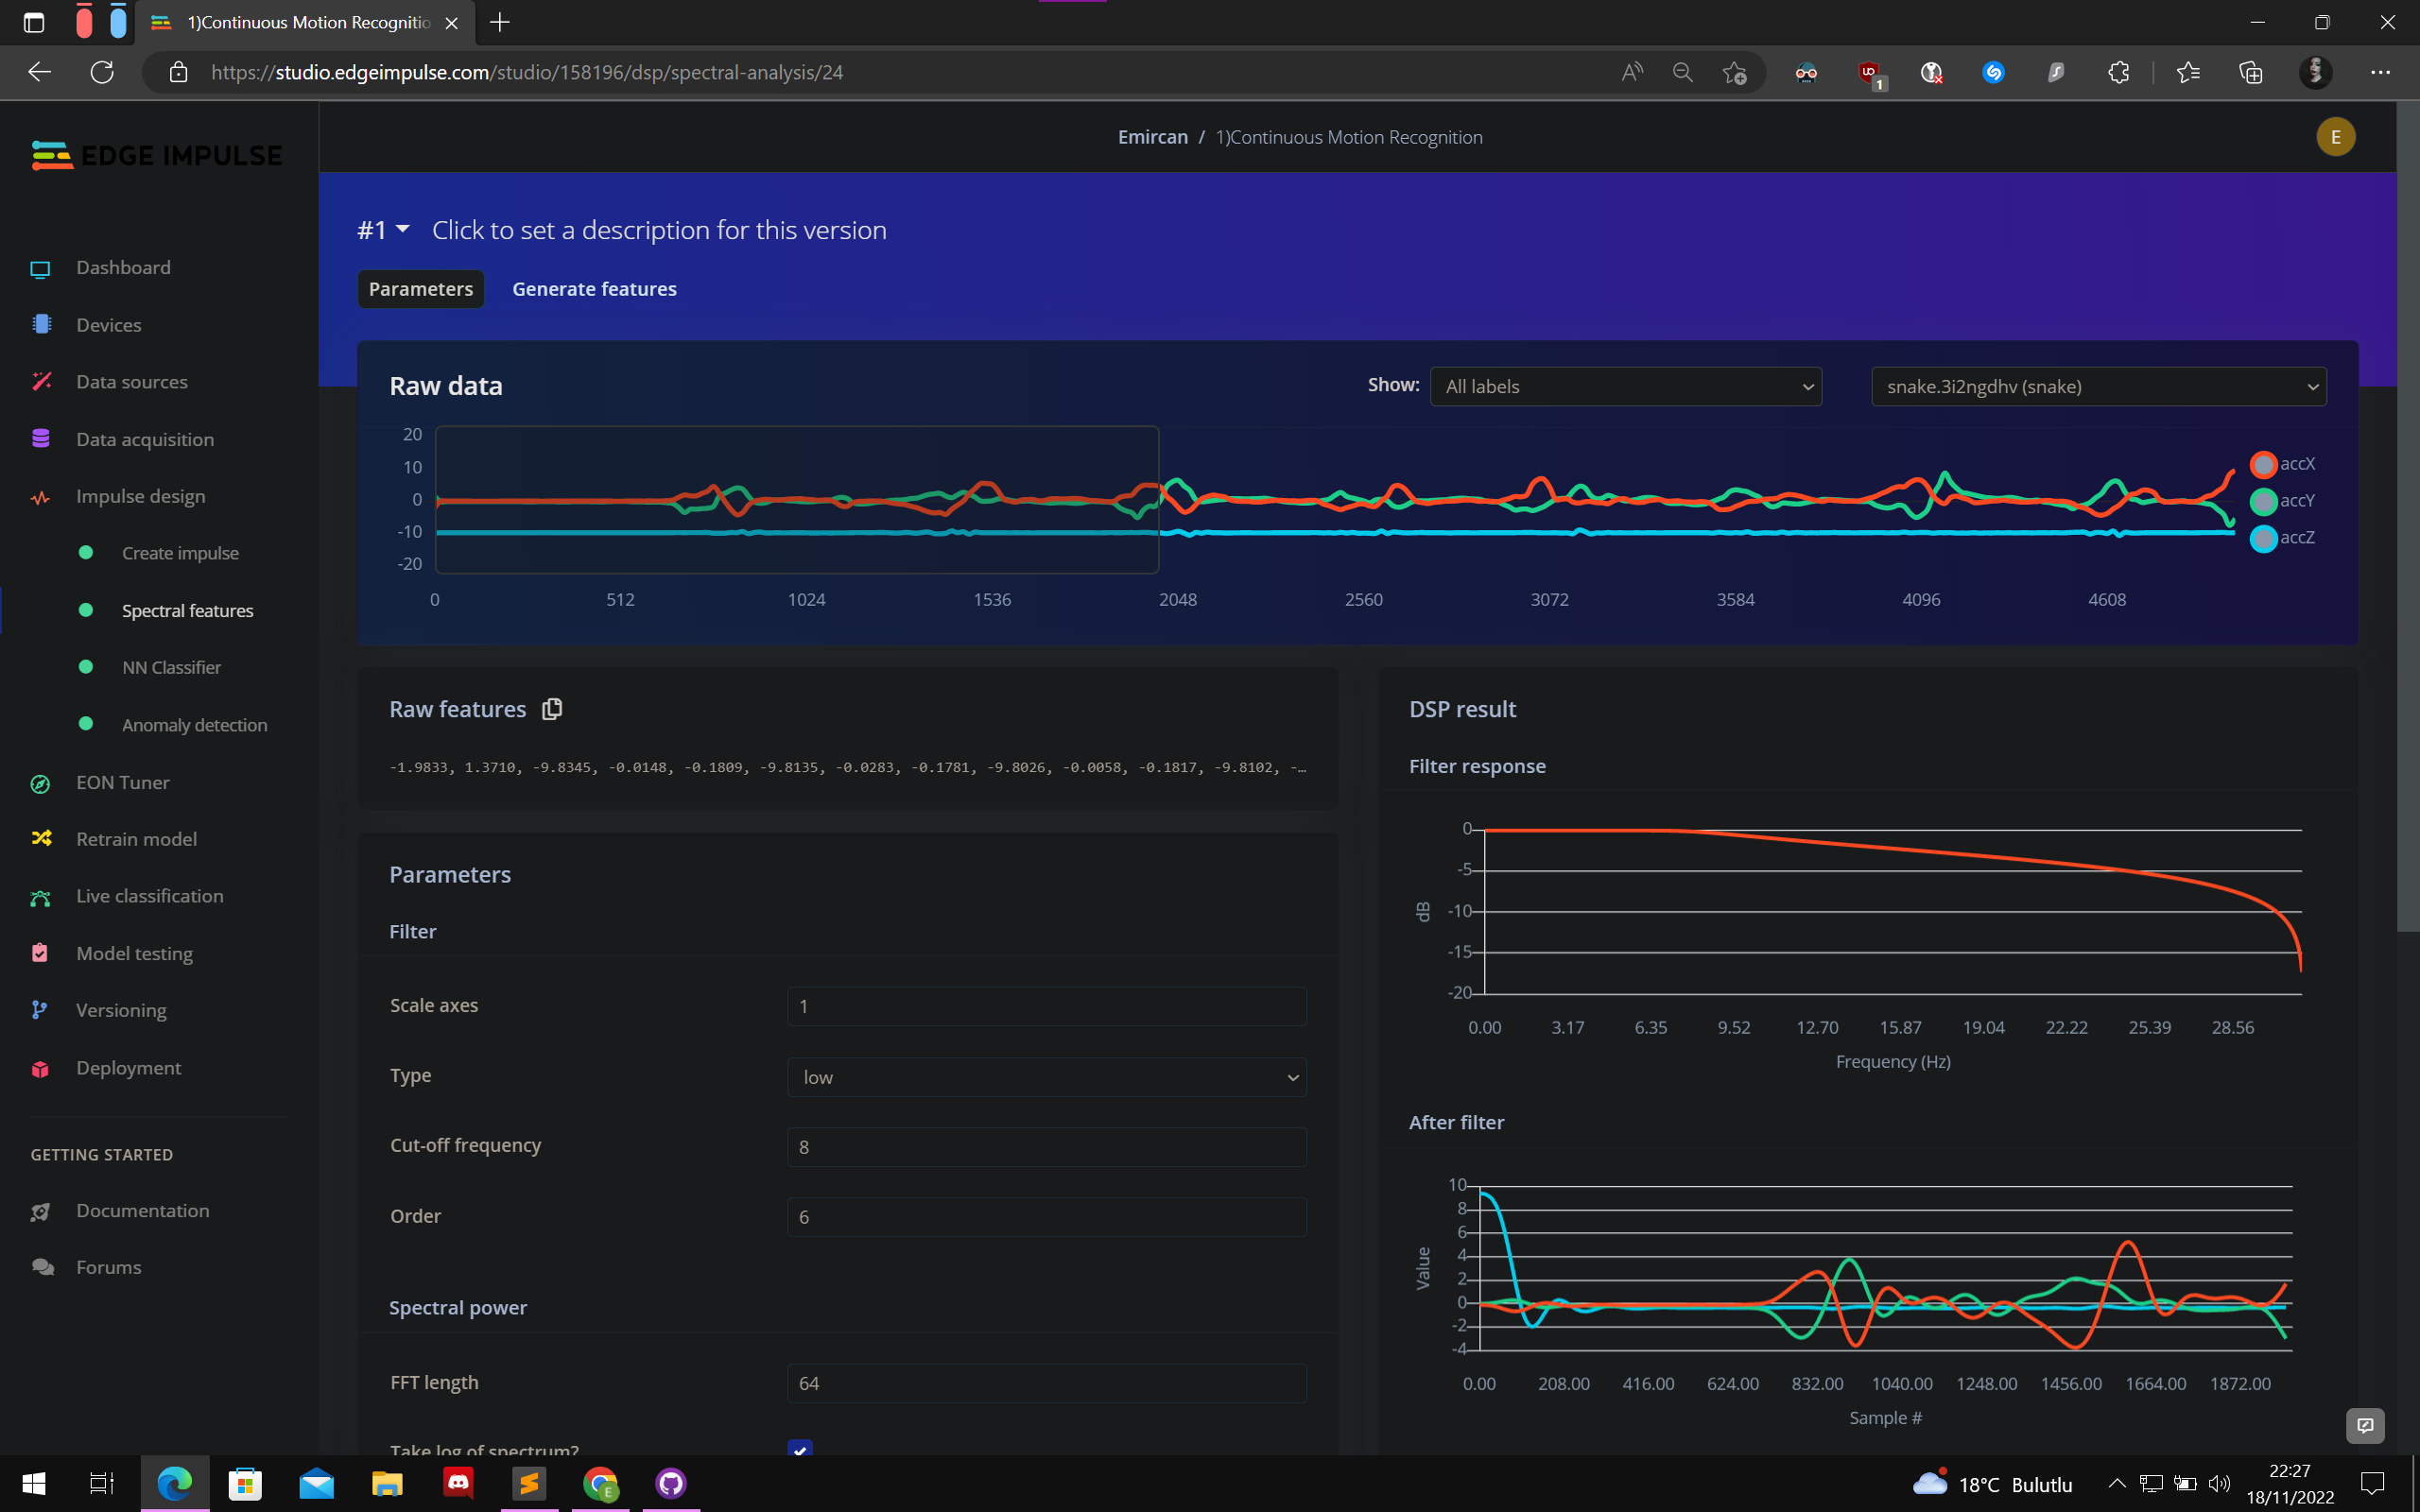 1)Continuous Motion Recognitio
https://studio.edgeimpulse.com/studio/158196/dsp/spectral-analysis/24
1
EDGE IMPULSE
Emircan / 1)Continuous Motion Recognition
E
#1 Click to set a description for this version
Parameters Generate features
Dashboard
Devices
Data sources
Data acquisition
Impulse design
Create impulse
Spectral features
NN Classifier
Anomaly detection
EON Tuner
Retrain model
Live classification
Model testing
Versioning
Deployment
GETTING STARTED
Documentation
Forums
Raw data
Show: All labels
snake.3i2ngdhv (snake)
20
10
0
-10
-20
0 512 1024 1536 2048 2560 3072 3584 4096 4608
accX
accY
accZ
Raw features
-1.9833, 1.3710, -9.8345, -0.0148, -0.1809, -9.8135, -0.0283, -0.1781, -9.8026, -0.0058, -0.1817, -9.8102, -…
Parameters
Filter
Scale axes 1
Type low
Cut-off frequency 8
Order 6
Spectral power
FFT length 64
Take log of spectrum?
DSP result
Filter response
0
-5
-10
-15
-20
dB
0.00 3.17 6.35 9.52 12.70 15.87 19.04 22.22 25.39 28.56
Frequency (Hz)
After filter
10
8
6
4
2
0
-2
-4
Value
0.00 208.00 416.00 624.00 832.00 1040.00 1248.00 1456.00 1664.00 1872.00
Sample #
E
18°C Bulutlu
22:27
18/11/2022